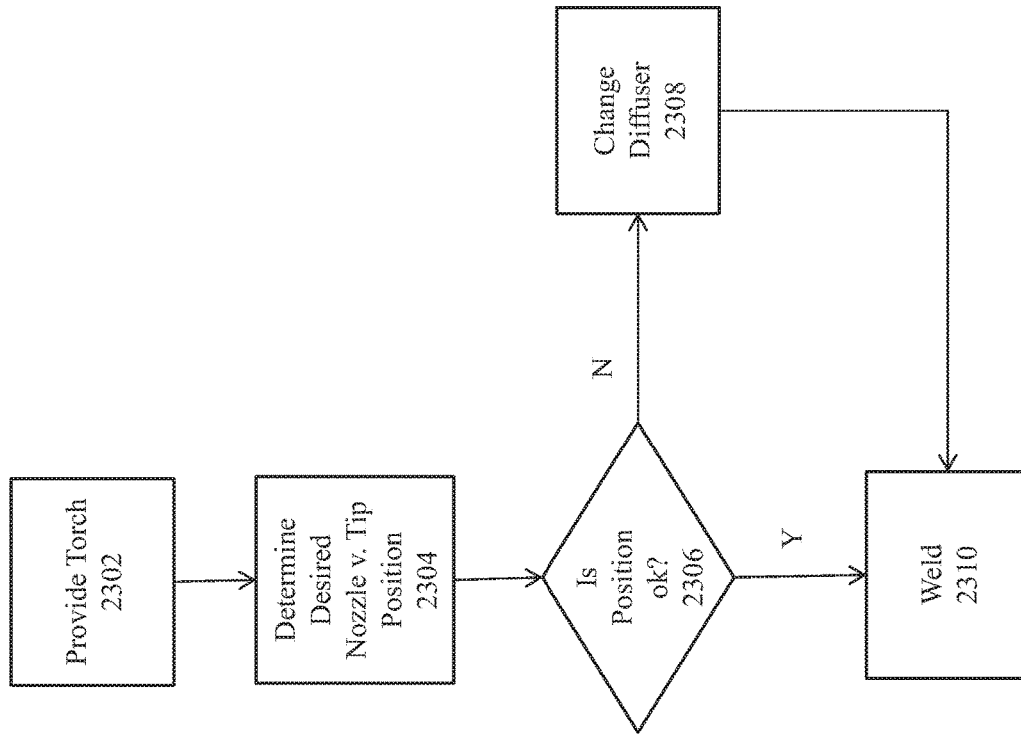 Provide Torch
2302
Determine
Desired
Nozzle v. Tip
Position
2304
Is
Position
ok?
2306
N
Change
Diffuser
2308
Y
Weld
2310